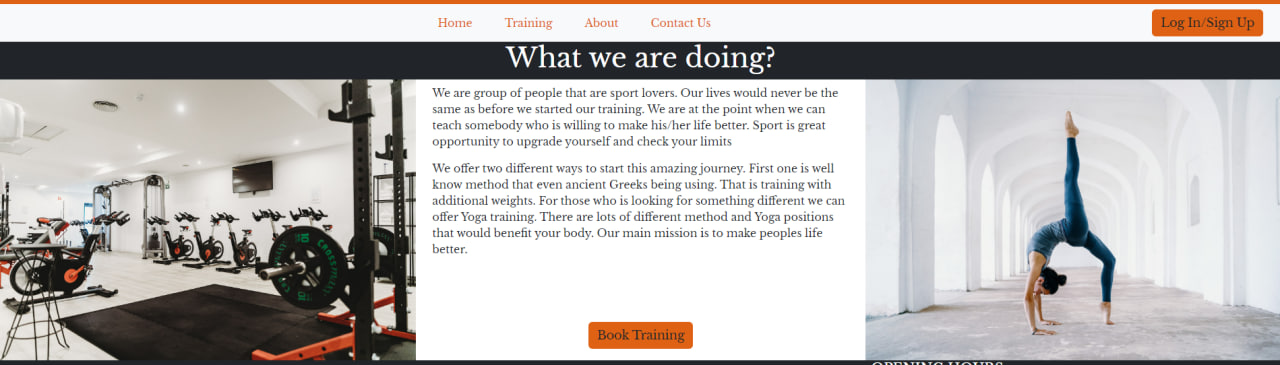 Home Training About Contact Us Log In/Sign Up
What we are doing?
We are group of people that are sport lovers. Our lives would never be the
same as before we started our training. We are at the point when we can
teach somebody who is willing to make his/her life better. Sport is great
opportunity to upgrade yourself and check your limits
We offer two different ways to start this amazing journey. First one is well
know method that even ancient Greeks being using. That is training with
additional weights. For those who is looking for something different we can
offer Yoga training. There are lots of different method and Yoga positions
that would benefit your body. Our main mission is to make peoples life
better.
Book Training
OPENING HOURS